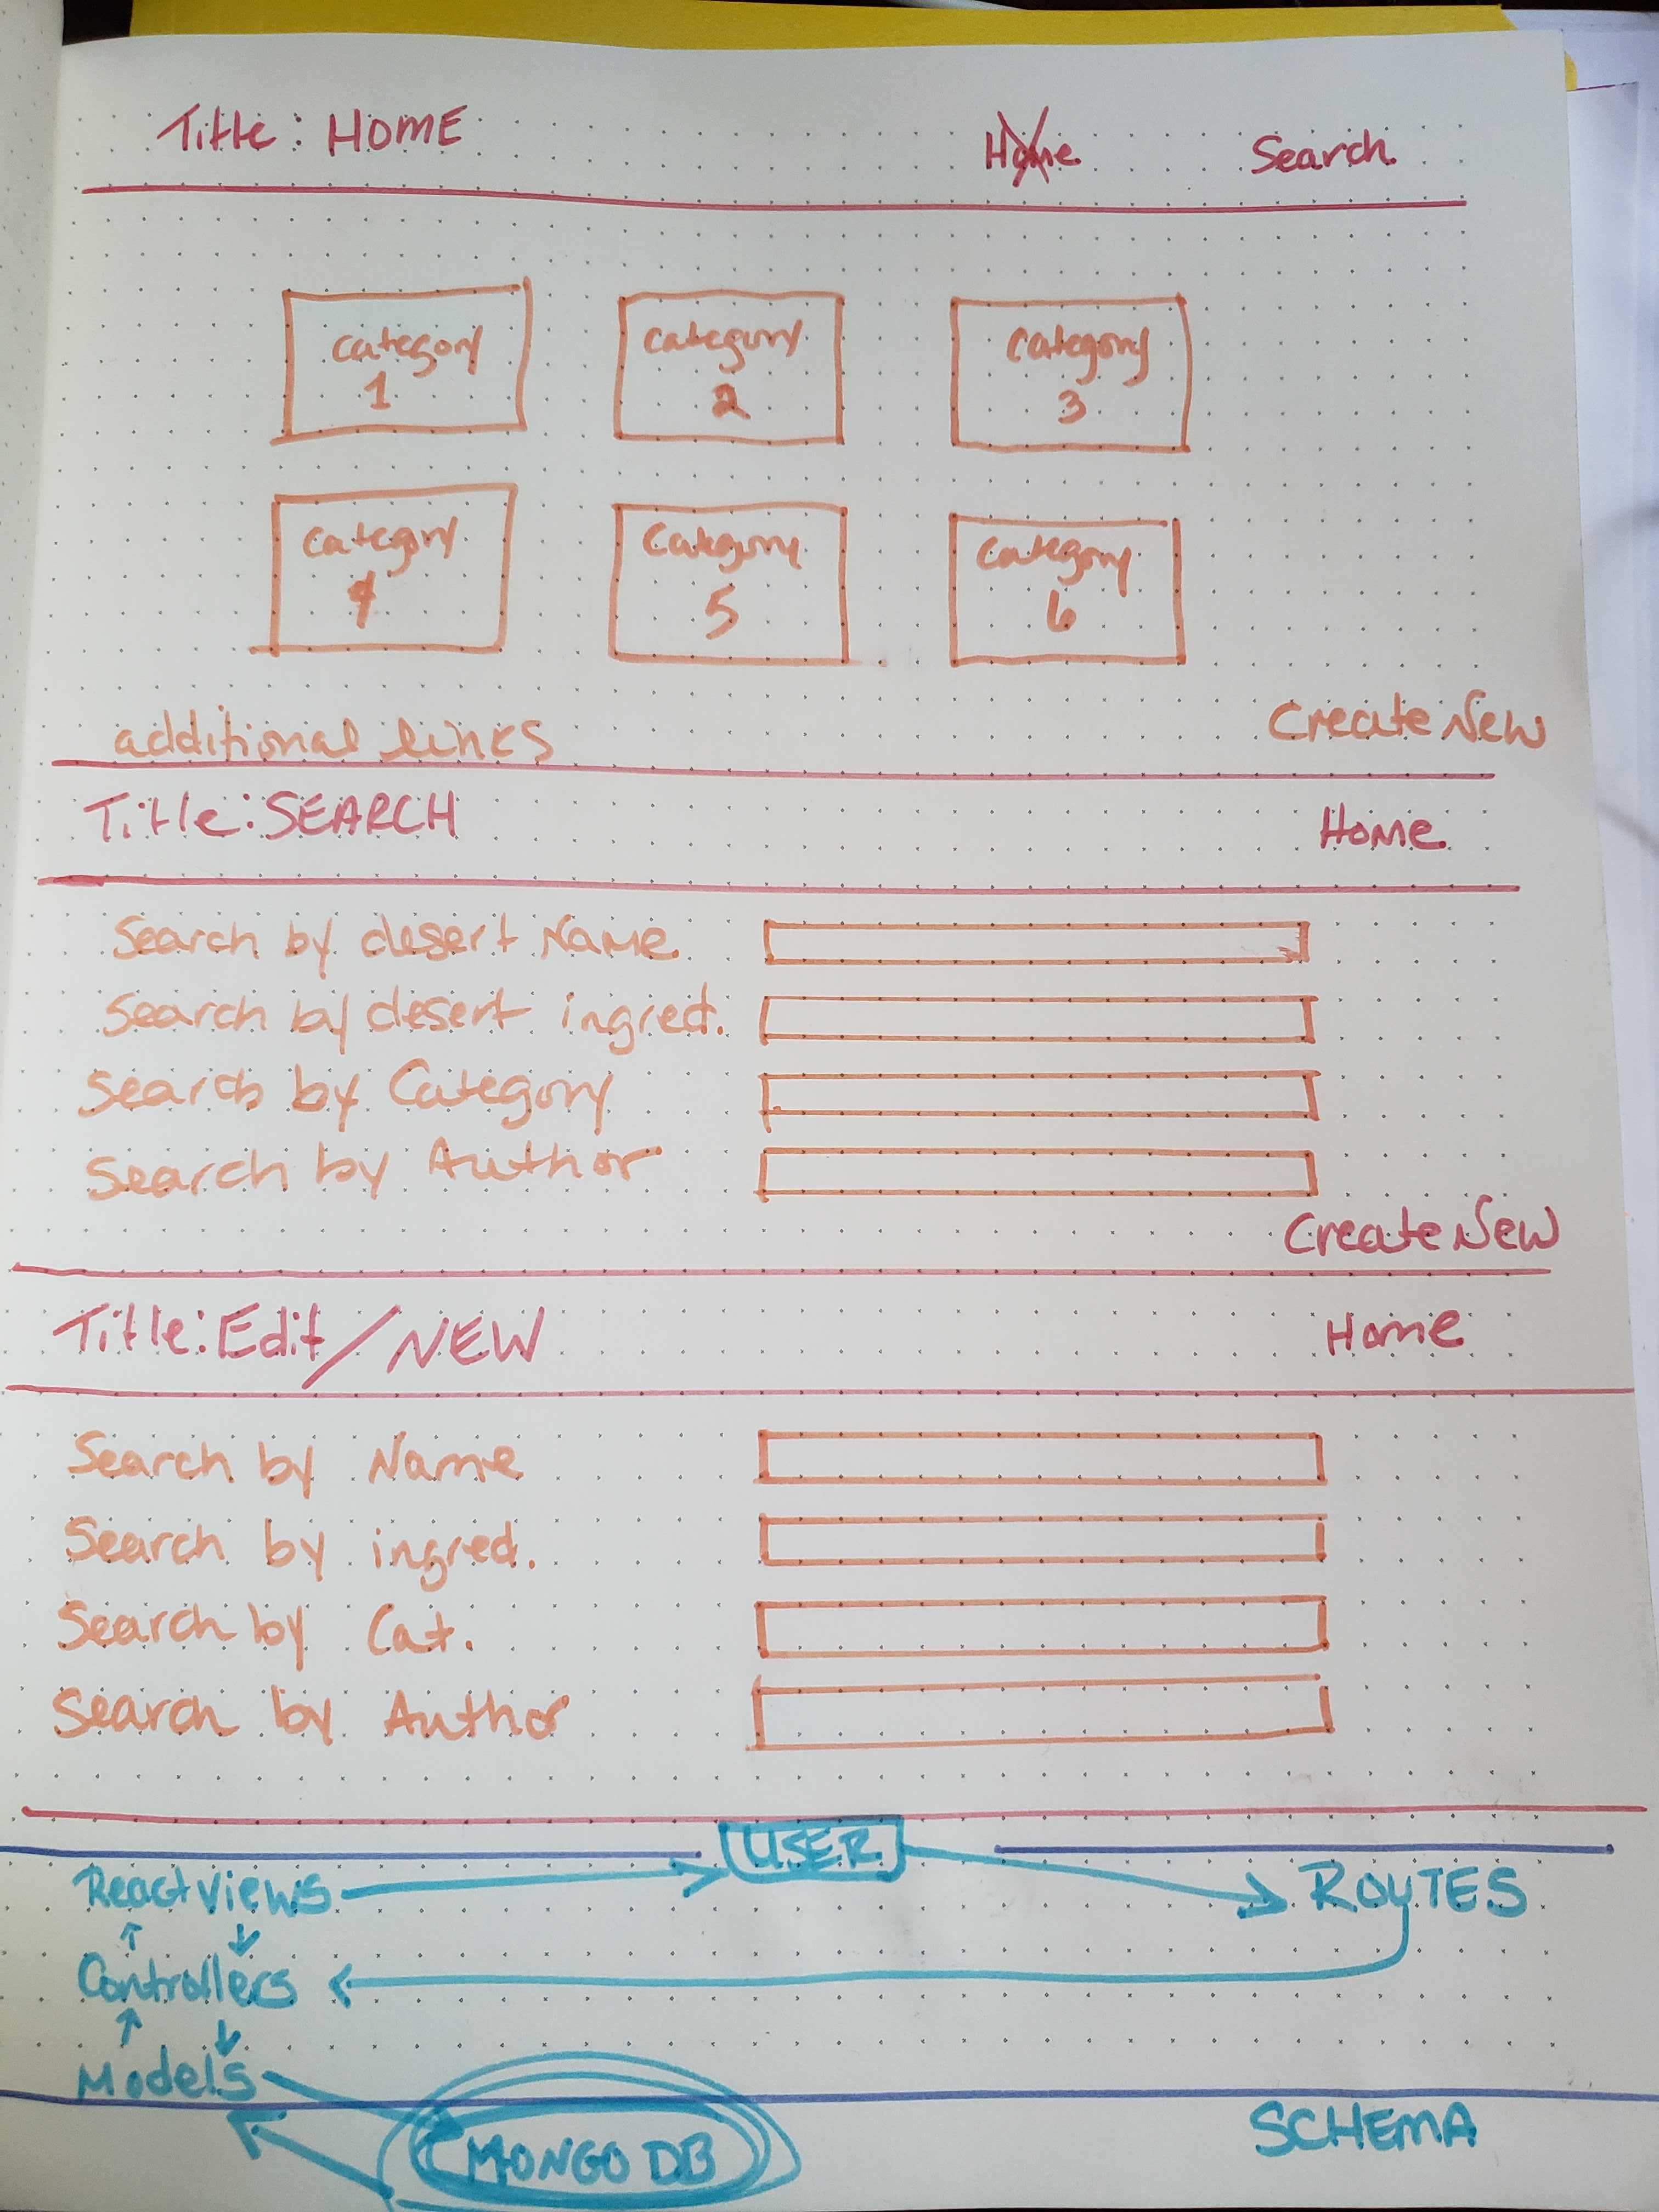 Title: HOME Home Search
category 1 category 2 category 3
category 4 category 5 category 6
additional links Create New
Title: SEARCH Home
Search by desert Name
Search by desert ingred.
Search by Category
Search by Author
Create New
Title: Edit/NEW Home
Search by Name
Search by ingred.
Search by Cat.
Search by Author
USER
React views ROUTES
Controllers
Models
MONGO DB SCHEMA